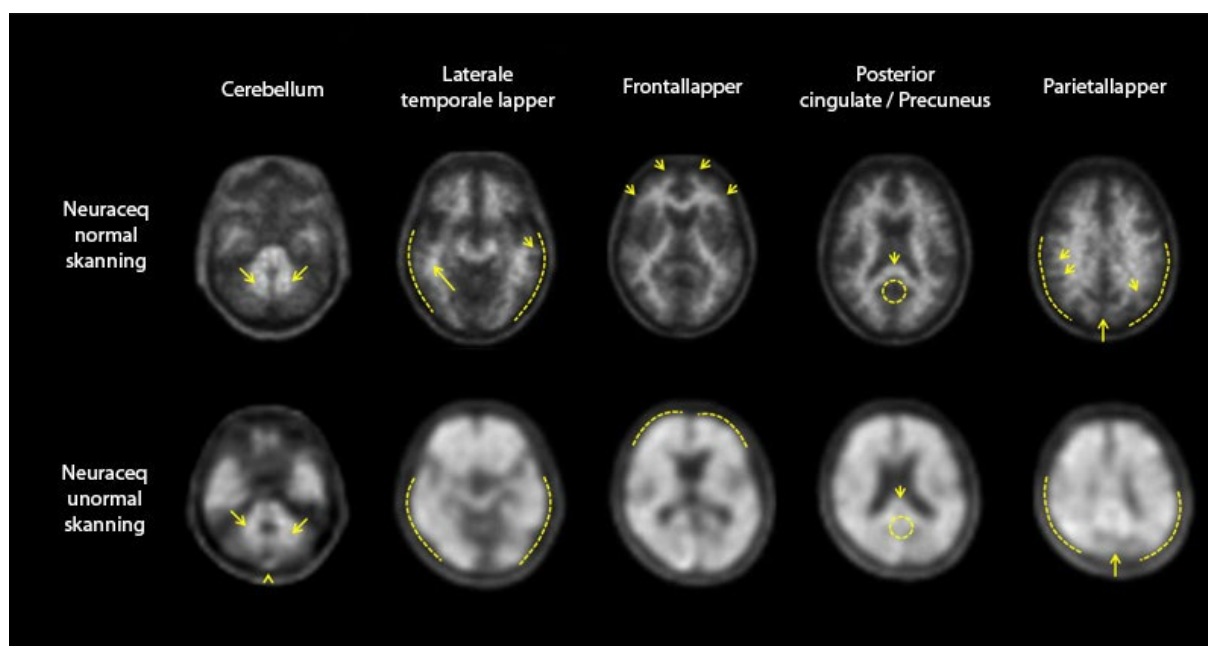 Cerebellum
Laterale
temporale lapper
Frontallapper
Posterior
cingulate / Precuneus
Parietallapper
Neuraceq
normal
skanning
Neuraceq
unormal
skanning